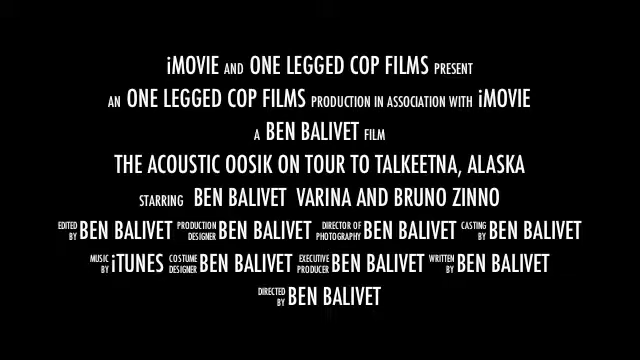 iMOVIE AND ONE LEGGED COP FILMS PRESENT
AN ONE LEGGED COP FILMS PRODUCTION IN ASSOCIATION WITH iMOVIE
A BEN BALIVET FILM
THE ACOUSTIC OOSIK ON TOUR TO TALKEETNA, ALASKA
STARRING BEN BALIVET VARINA AND BRUNO ZINNO
EDITED BY BEN BALIVET PRODUCTION DESIGNER BEN BALIVET DIRECTOR OF PHOTOGRAPHY BEN BALIVET CASTING BY BEN BALIVET
MUSIC BY iTUNES COSTUME DESIGNER BEN BALIVET EXECUTIVE PRODUCER BEN BALIVET WRITTEN BY BEN BALIVET
DIRECTED BY BEN BALIVET